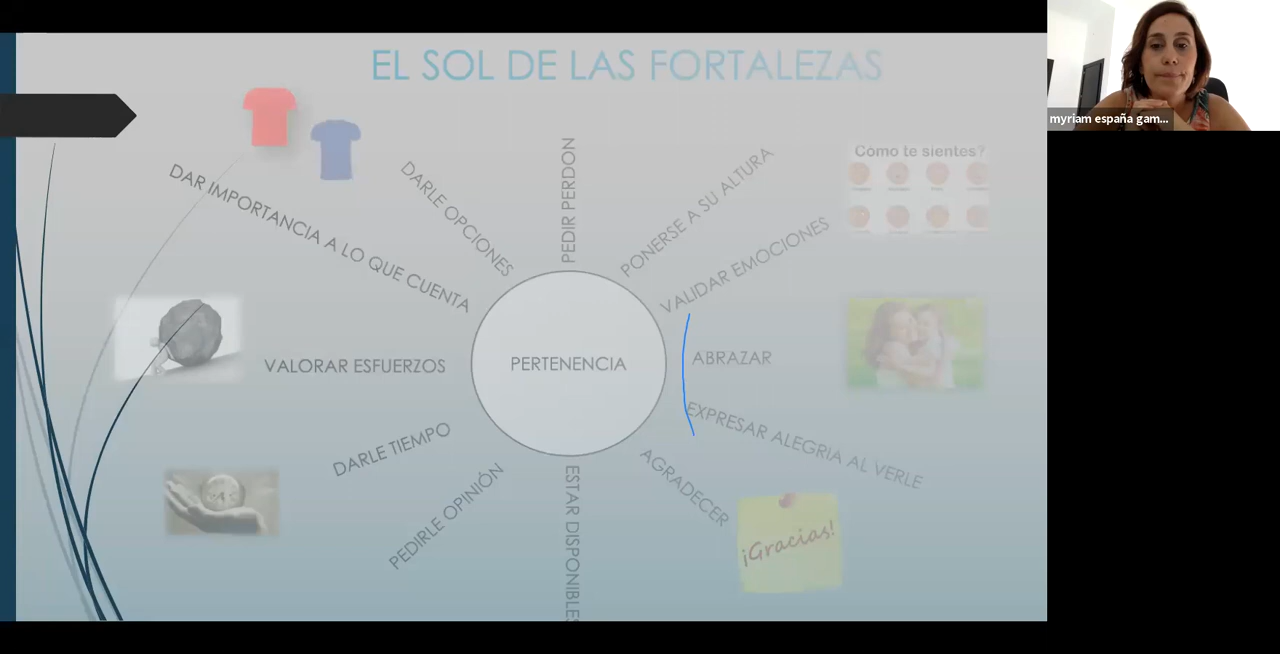 EL SOL DE LAS FORTALEZAS
myriam españa gam...
DAR IMPORTANCIA A LO QUE CUENTA
DARLE OPCIONES
PEDIR PERDON
PONERSE A SU ALTURA
Cómo te sientes?
VALIDAR EMOCIONES
VALORAR ESFUERZOS
PERTENENCIA
ABRAZAR
EXPRESAR ALEGRIA AL VERLE
DARLE TIEMPO
PEDIRLE OPINIÓN
ESTAR DISPONIBLES
AGRADECER
¡Gracias!